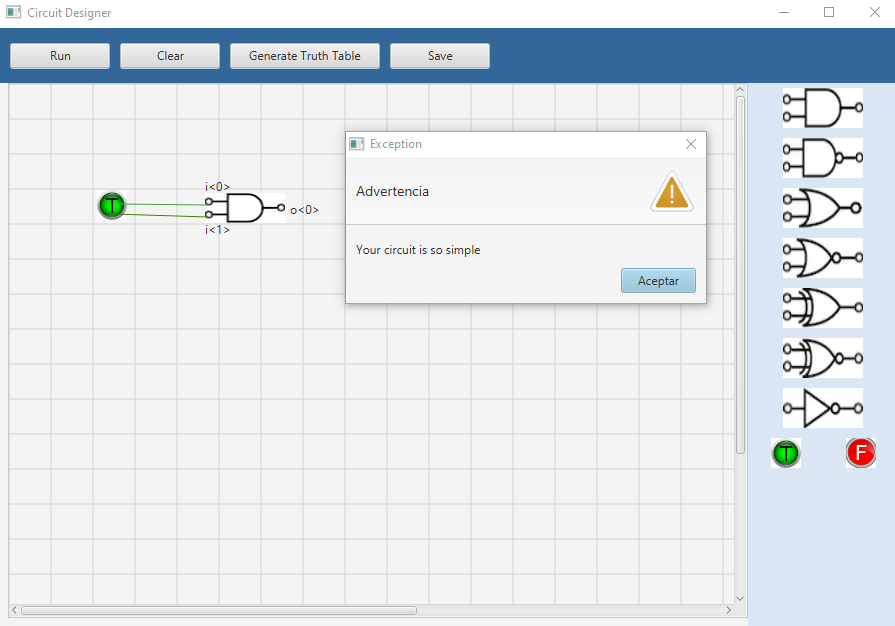 Circuit Designer
Run Clear Generate Truth Table Save
Exception
Advertencia
Your circuit is so simple
Aceptar
i<0>
T
o<0>
i<1>
T F